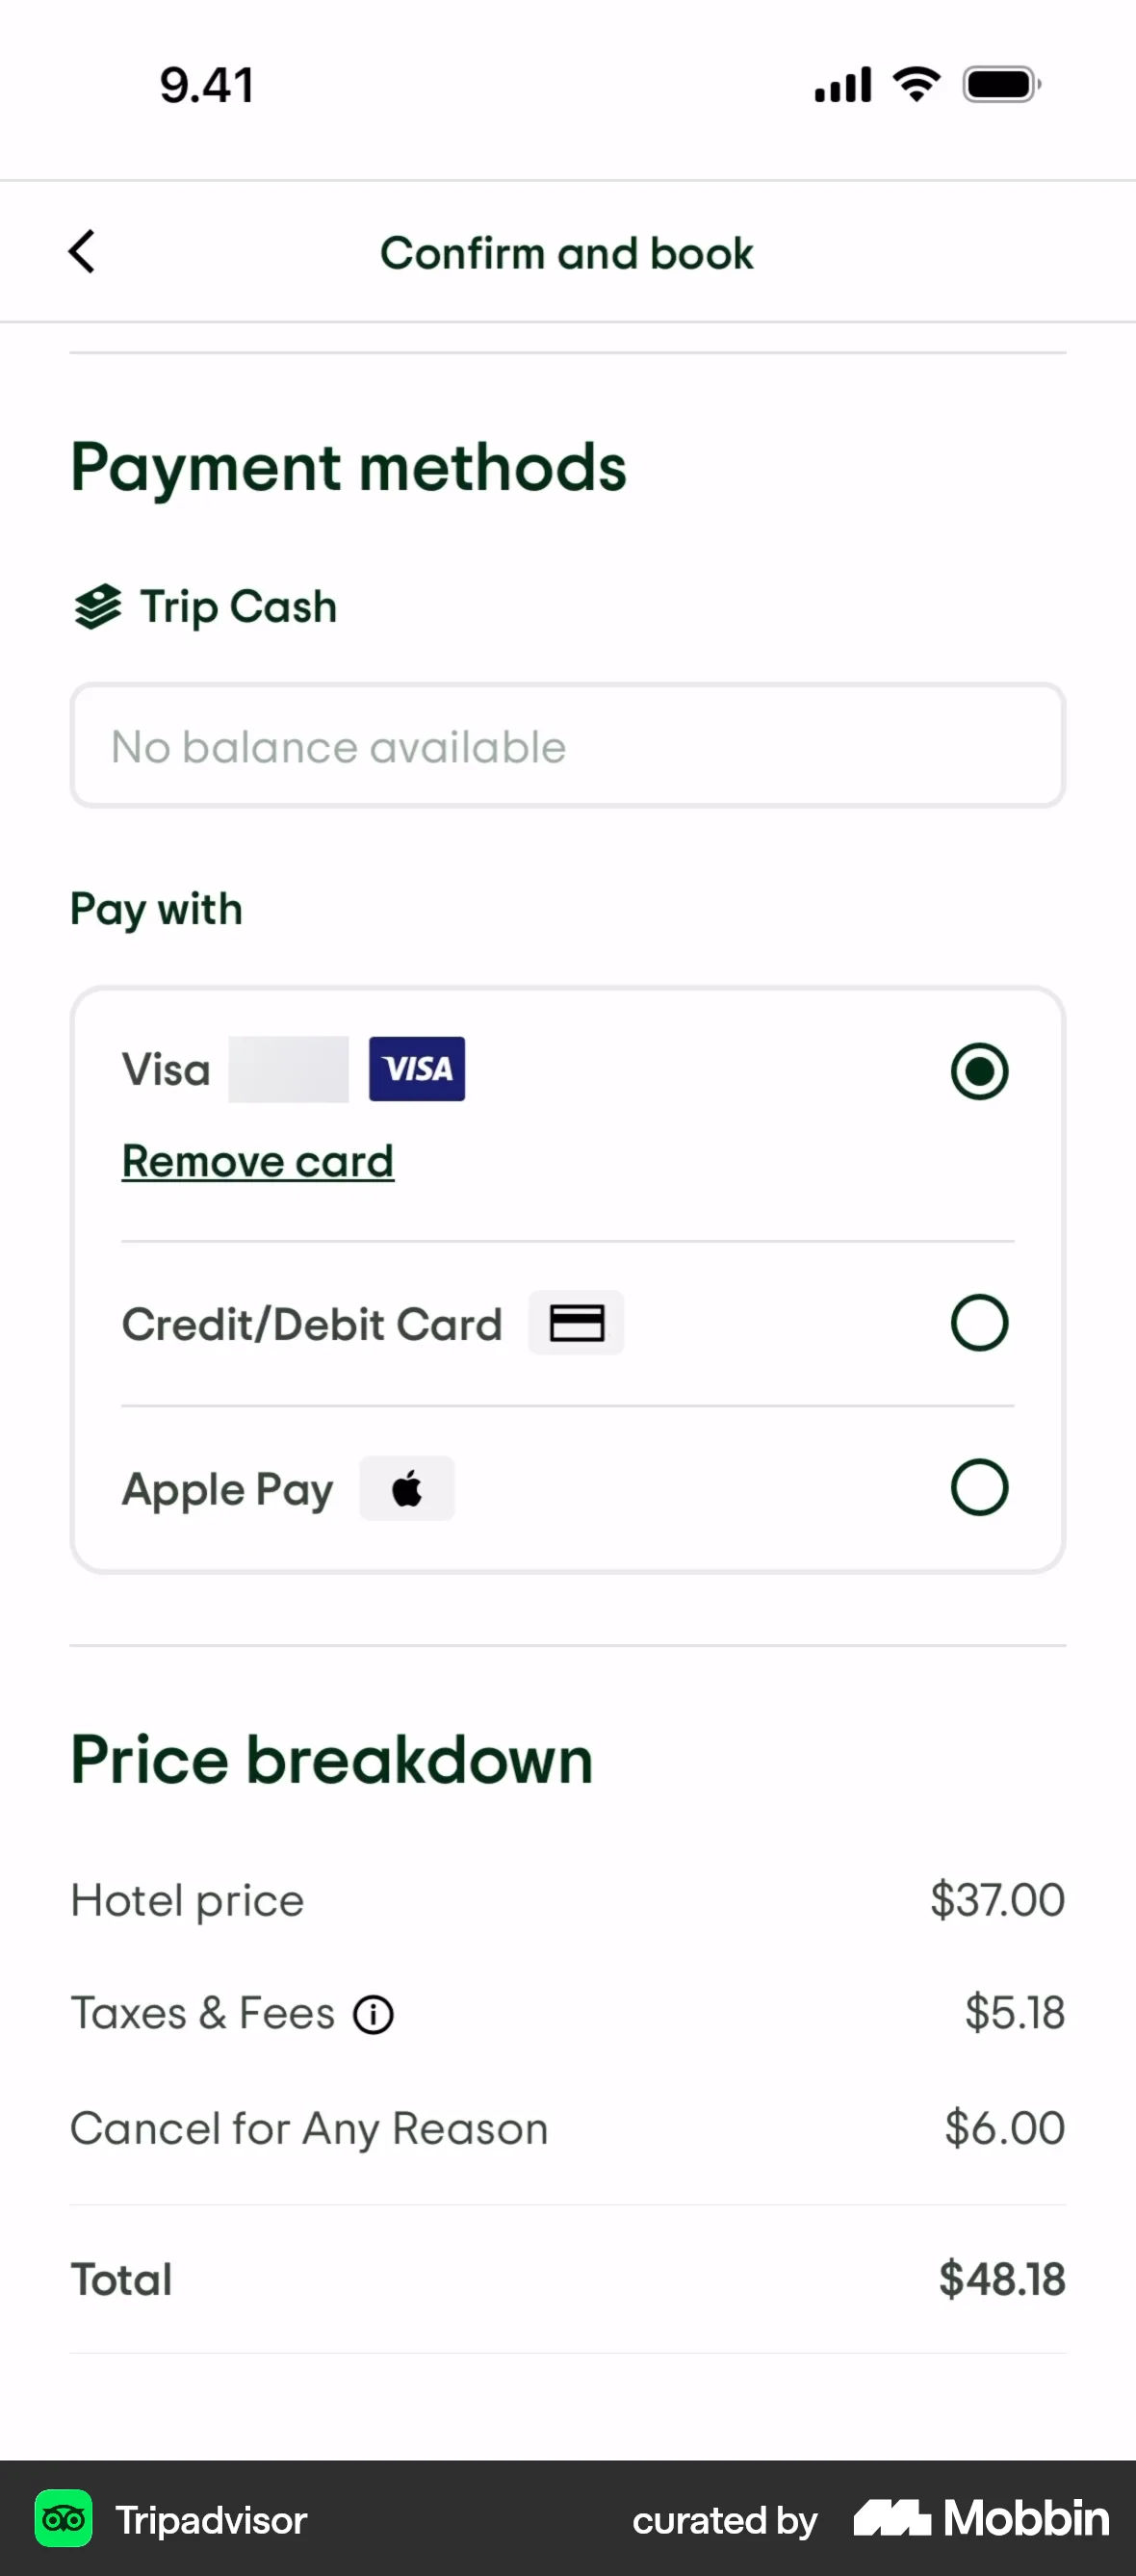 9.41
Confirm and book
Payment methods
Trip Cash
No balance available
Pay with
Visa VISA
Remove card
Credit/Debit Card
Apple Pay
Price breakdown
Hotel price $37.00
Taxes & Fees $5.18
Cancel for Any Reason $6.00
Total $48.18
Tripadvisor curated by Mobbin